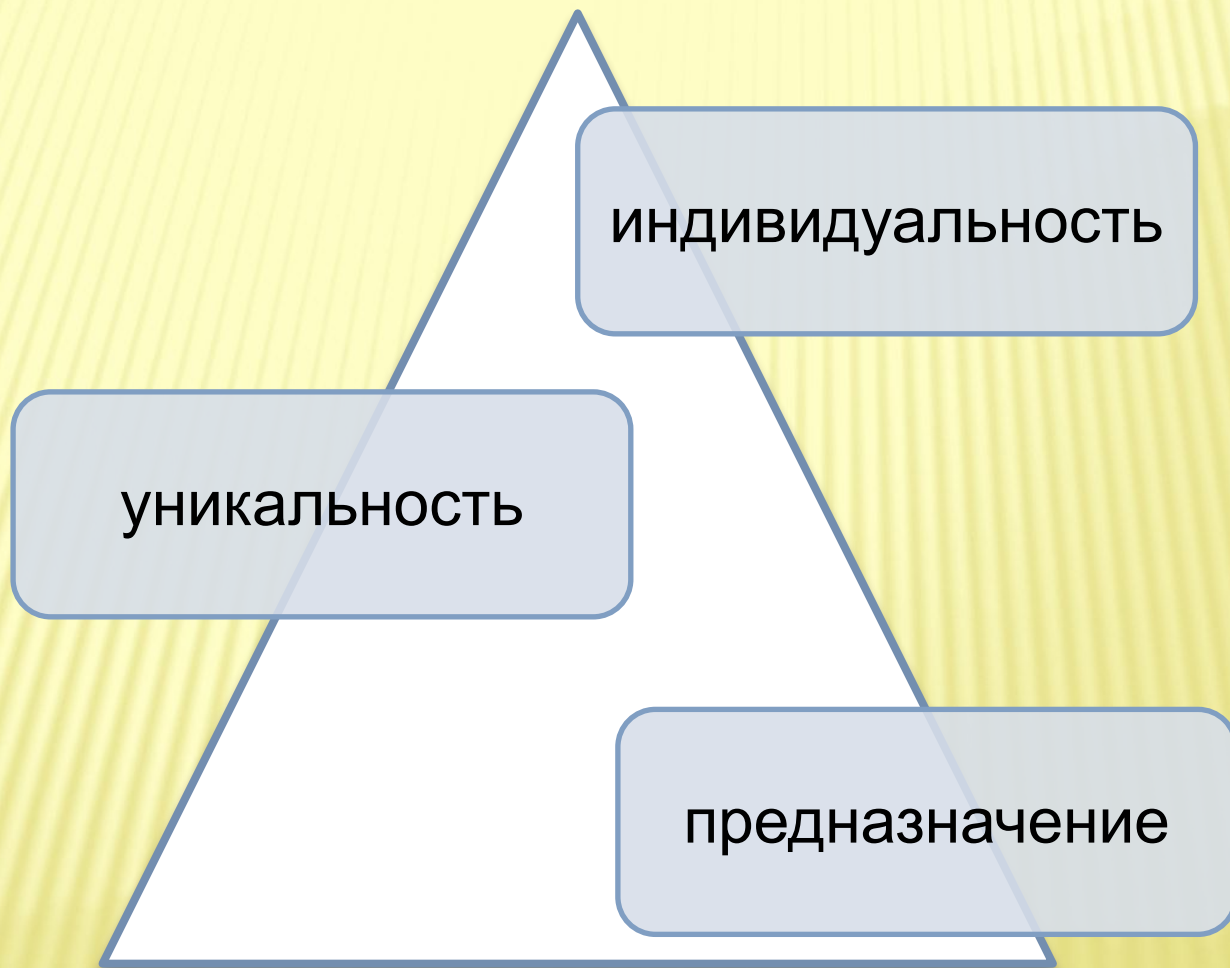 индивидуальность
уникальность
предназначение